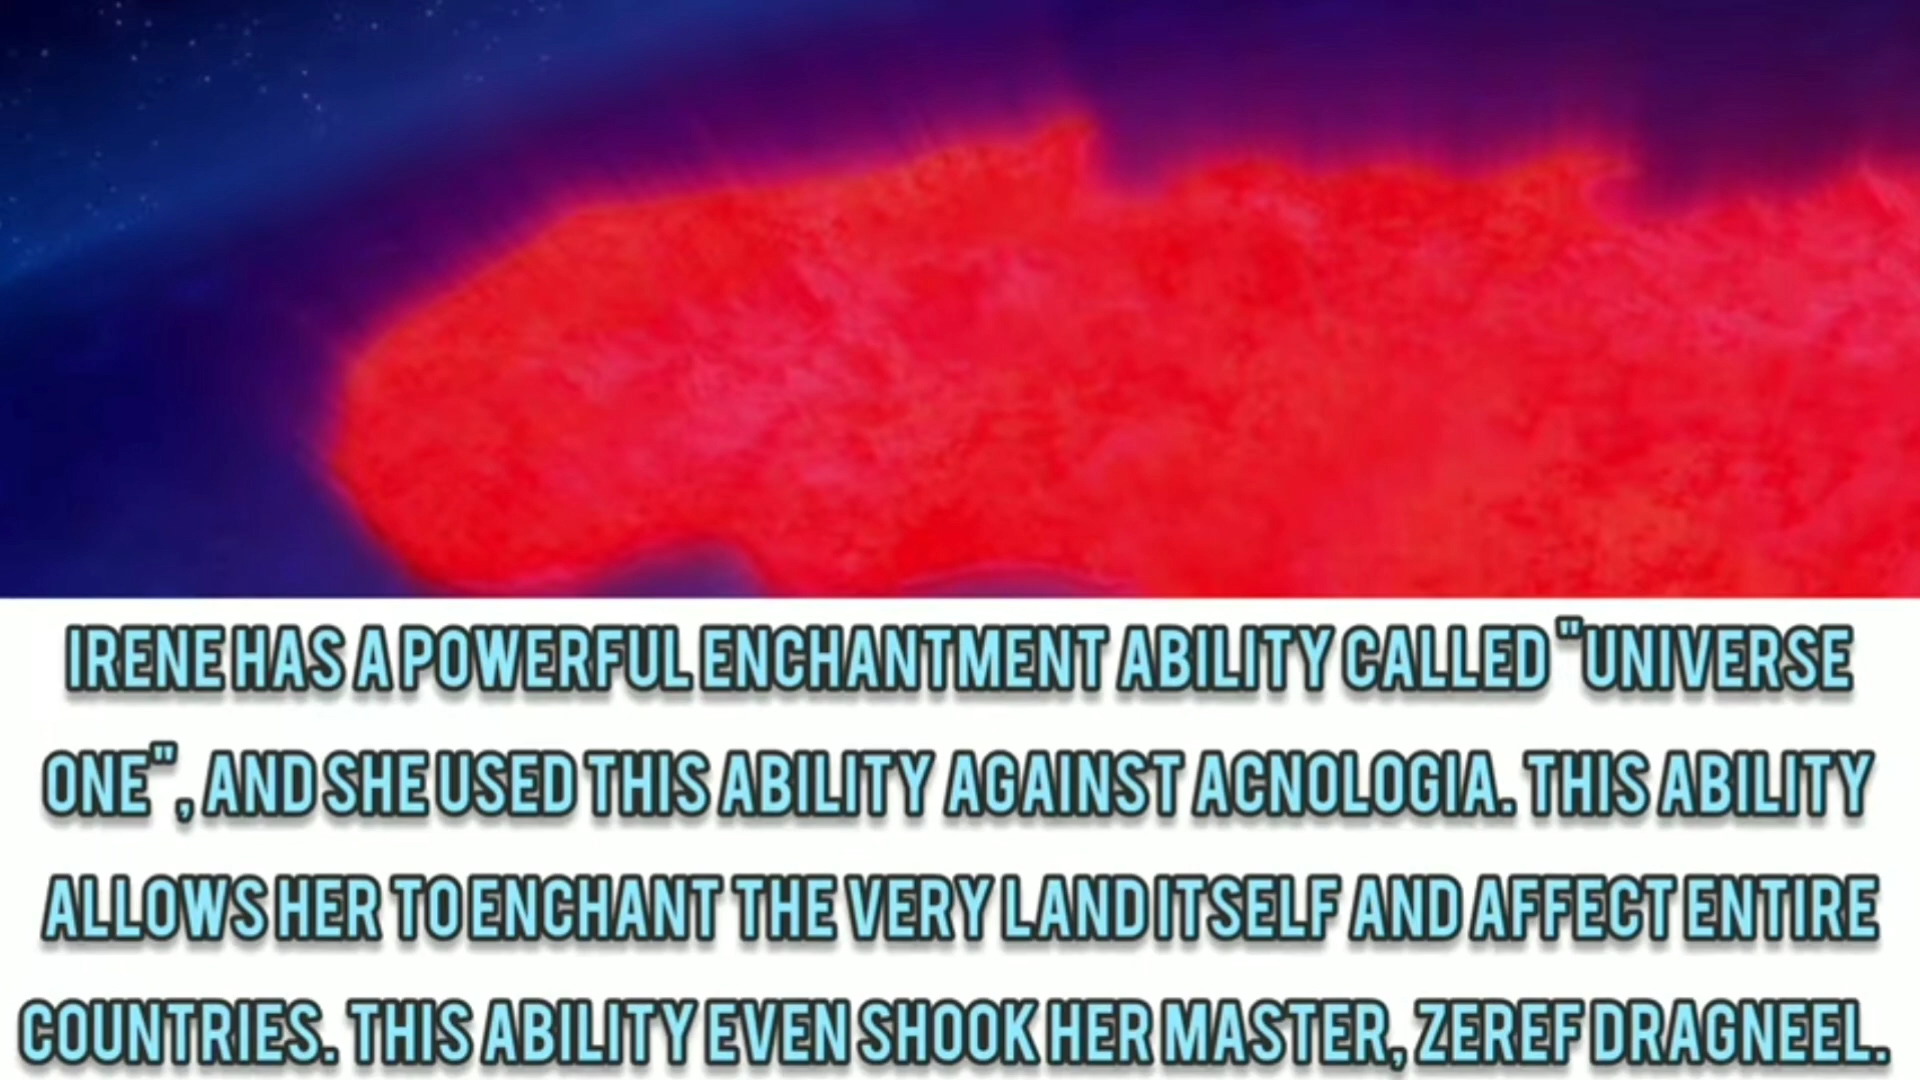 IRENE HAS A POWERFUL ENCHANTMENT ABILITY CALLED "UNIVERSE
ONE", AND SHE USED THIS ABILITY AGAINST ACNOLOGIA. THIS ABILITY
ALLOWS HER TO ENCHANT THE VERY LAND ITSELF AND AFFECT ENTIRE
COUNTRIES. THIS ABILITY EVEN SHOOK HER MASTER, ZEREF DRAGNEEL.